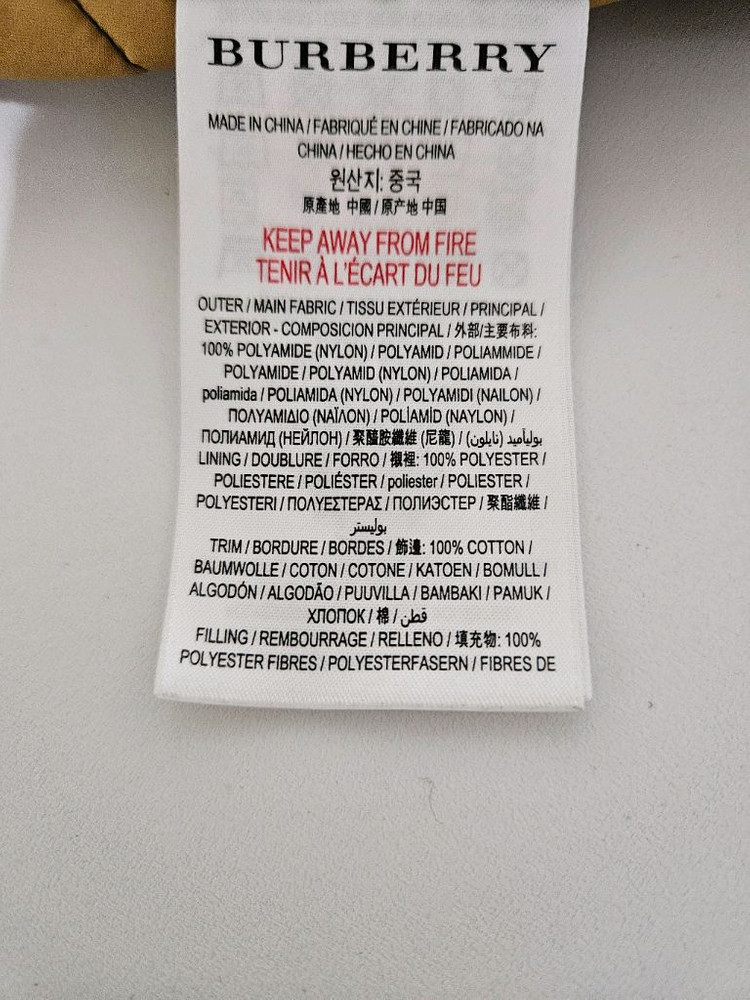 BURBERRY
MADE IN CHINA / FABRIQUÉ EN CHINE / FABRICADO NA
CHINA / HECHO EN CHINA
원산지: 중국
原產地 中國 / 原产地 中国
KEEP AWAY FROM FIRE
TENIR À L'ÉCART DU FEU
OUTER / MAIN FABRIC / TISSU EXTÉRIEUR / PRINCIPAL /
EXTERIOR - COMPOSICION PRINCIPAL / 外部/主要布料:
100% POLYAMIDE (NYLON) / POLYAMID / POLIAMMIDE /
POLYAMIDE / POLYAMID (NYLON) / POLIAMIDA /
poliamida / POLIAMIDA (NYLON) / POLYAMIDI (NAILON) /
ΠΟΛΥΑΜΙΔΙΟ (ΝΑΪΛΟΝ) / POLİAMİD (NAYLON) /
ПОЛИАМИД (НЕЙЛОН) / 聚醯胺纖維 (尼龍) / بولياميد (نايلون)
LINING / DOUBLURE / FORRO / 襯裡: 100% POLYESTER /
POLIESTERE / POLIÉSTER / poliester / POLIESTER /
POLYESTERI / ΠΟΛΥΕΣΤΕΡΑΣ / ПОЛИЭСТЕР / 聚酯纖維 /
بوليستر
TRIM / BORDURE / BORDES / 飾邊: 100% COTTON /
BAUMWOLLE / COTON / COTONE / KATOEN / BOMULL /
ALGODÓN / ALGODÃO / PUUVILLA / BAMBAKI / PAMUK /
ХЛОПОК / 棉 / قطن
FILLING / REMBOURRAGE / RELLENO / 填充物: 100%
POLYESTER FIBRES / POLYESTERFASERN / FIBRES DE